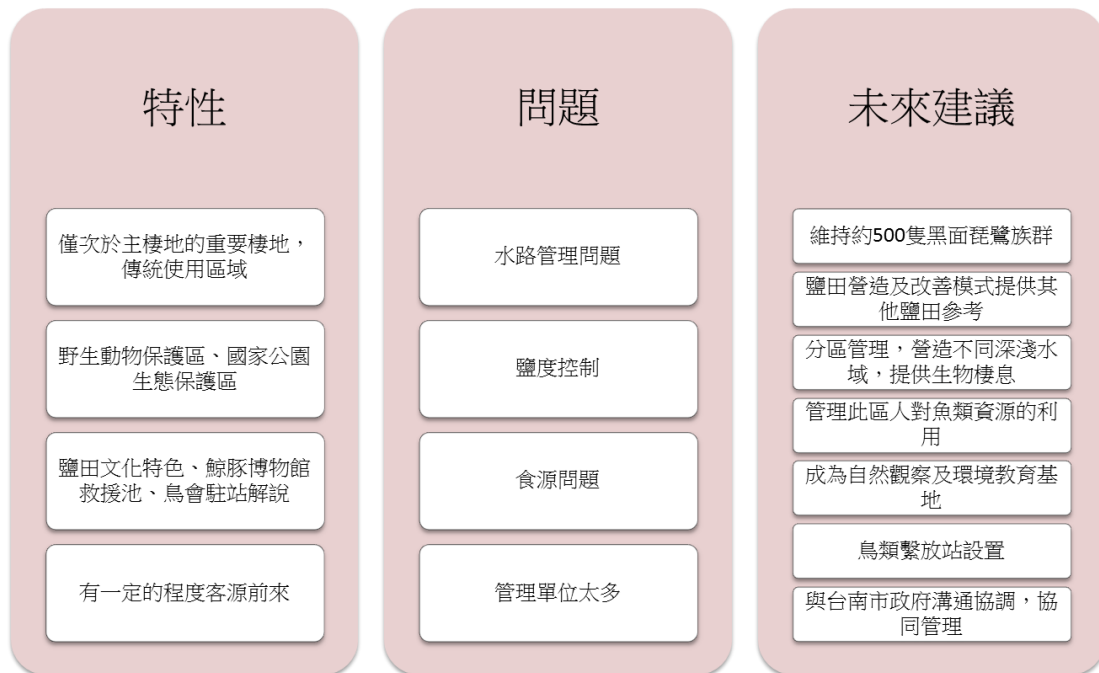 特性
僅次於主棲地的重要棲地，
傳統使用區域
野生動物保護區、國家公園
生態保護區
鹽田文化特色、鯨豚博物館
救援池、鳥會駐站解說
有一定的程度客源前來
問題
水路管理問題
鹽度控制
食源問題
管理單位太多
未來建議
維持約500隻黑面琵鷺族群
鹽田營造及改善模式提供其
他鹽田參考
分區管理，營造不同深淺水
域，提供生物棲息
管理此區人對魚類資源的利
用
成為自然觀察及環境教育基
地
鳥類繫放站設置
與台南市政府溝通協調，協
同管理